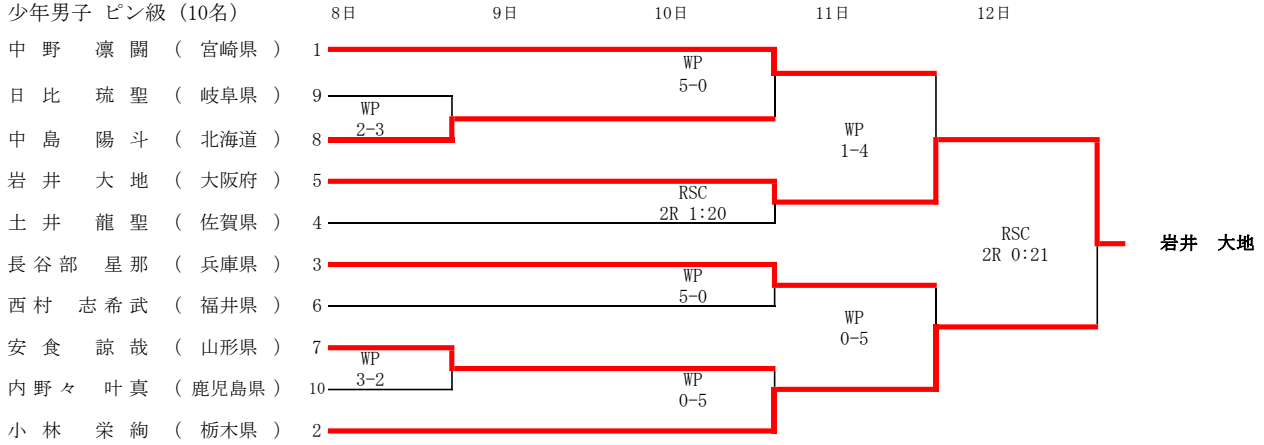 少年男子 ピン級 (10名) 8日 9日 10日 11日 12日
中野 凛闘 ( 宮崎県 ) 1
WP
5-0
日比 琉聖 ( 岐阜県 ) 9
WP
2-3
中島 陽斗 ( 北海道 ) 8
WP
1-4
岩井 大地 ( 大阪府 ) 5
RSC
2R 1:20
土井 龍聖 ( 佐賀県 ) 4
RSC
2R 0:21
岩井 大地
長谷部 星那 ( 兵庫県 ) 3
WP
5-0
西村 志希武 ( 福井県 ) 6
WP
0-5
安食 諒哉 ( 山形県 ) 7
WP
3-2
内野々 叶真 ( 鹿児島県 ) 10
WP
0-5
小林 栄絢 ( 栃木県 ) 2